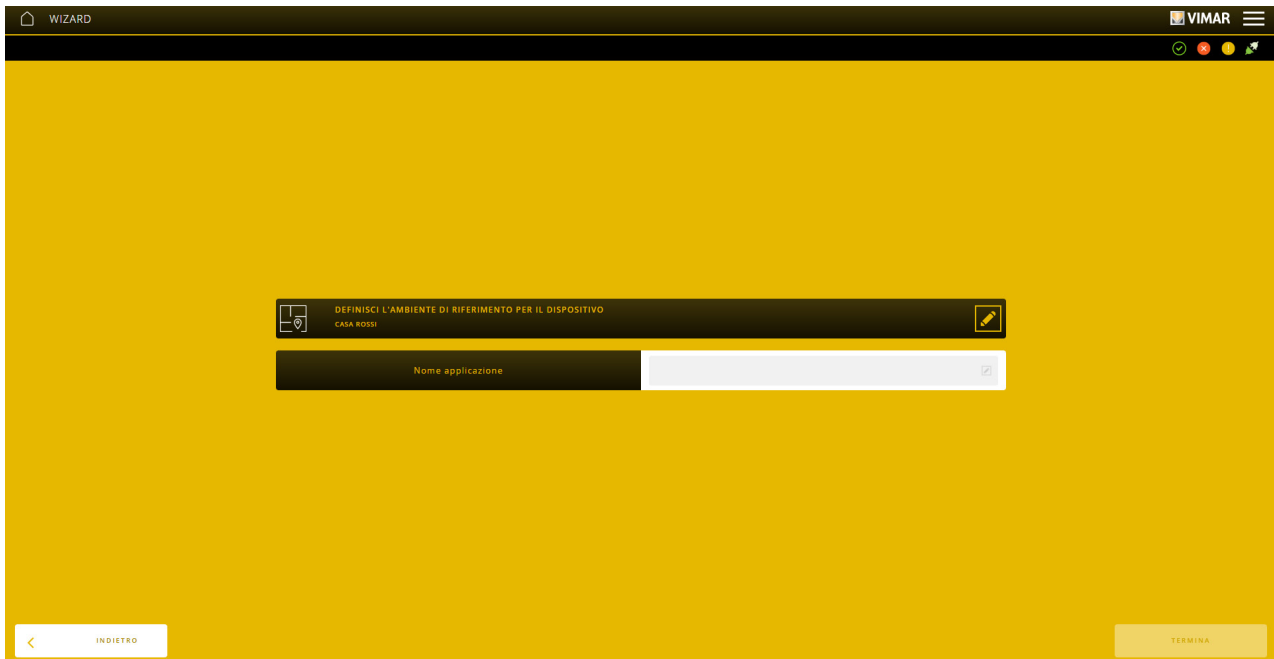 WIZARD
VIMAR
DEFINISCI L'AMBIENTE DI RIFERIMENTO PER IL DISPOSITIVO
CASA ROSSI
Nome applicazione
INDIETRO
TERMINA